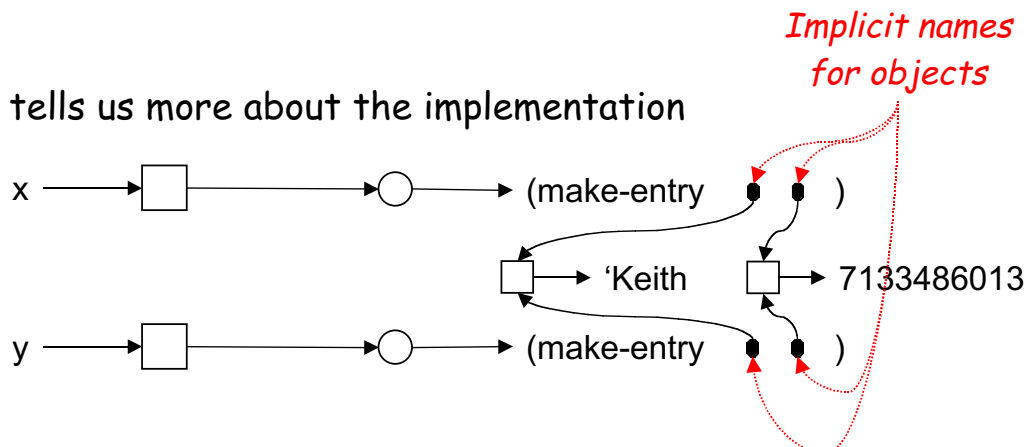 Implicit names
for objects
tells us more about the implementation
x (make-entry )
‘Keith 7133486013
y (make-entry )